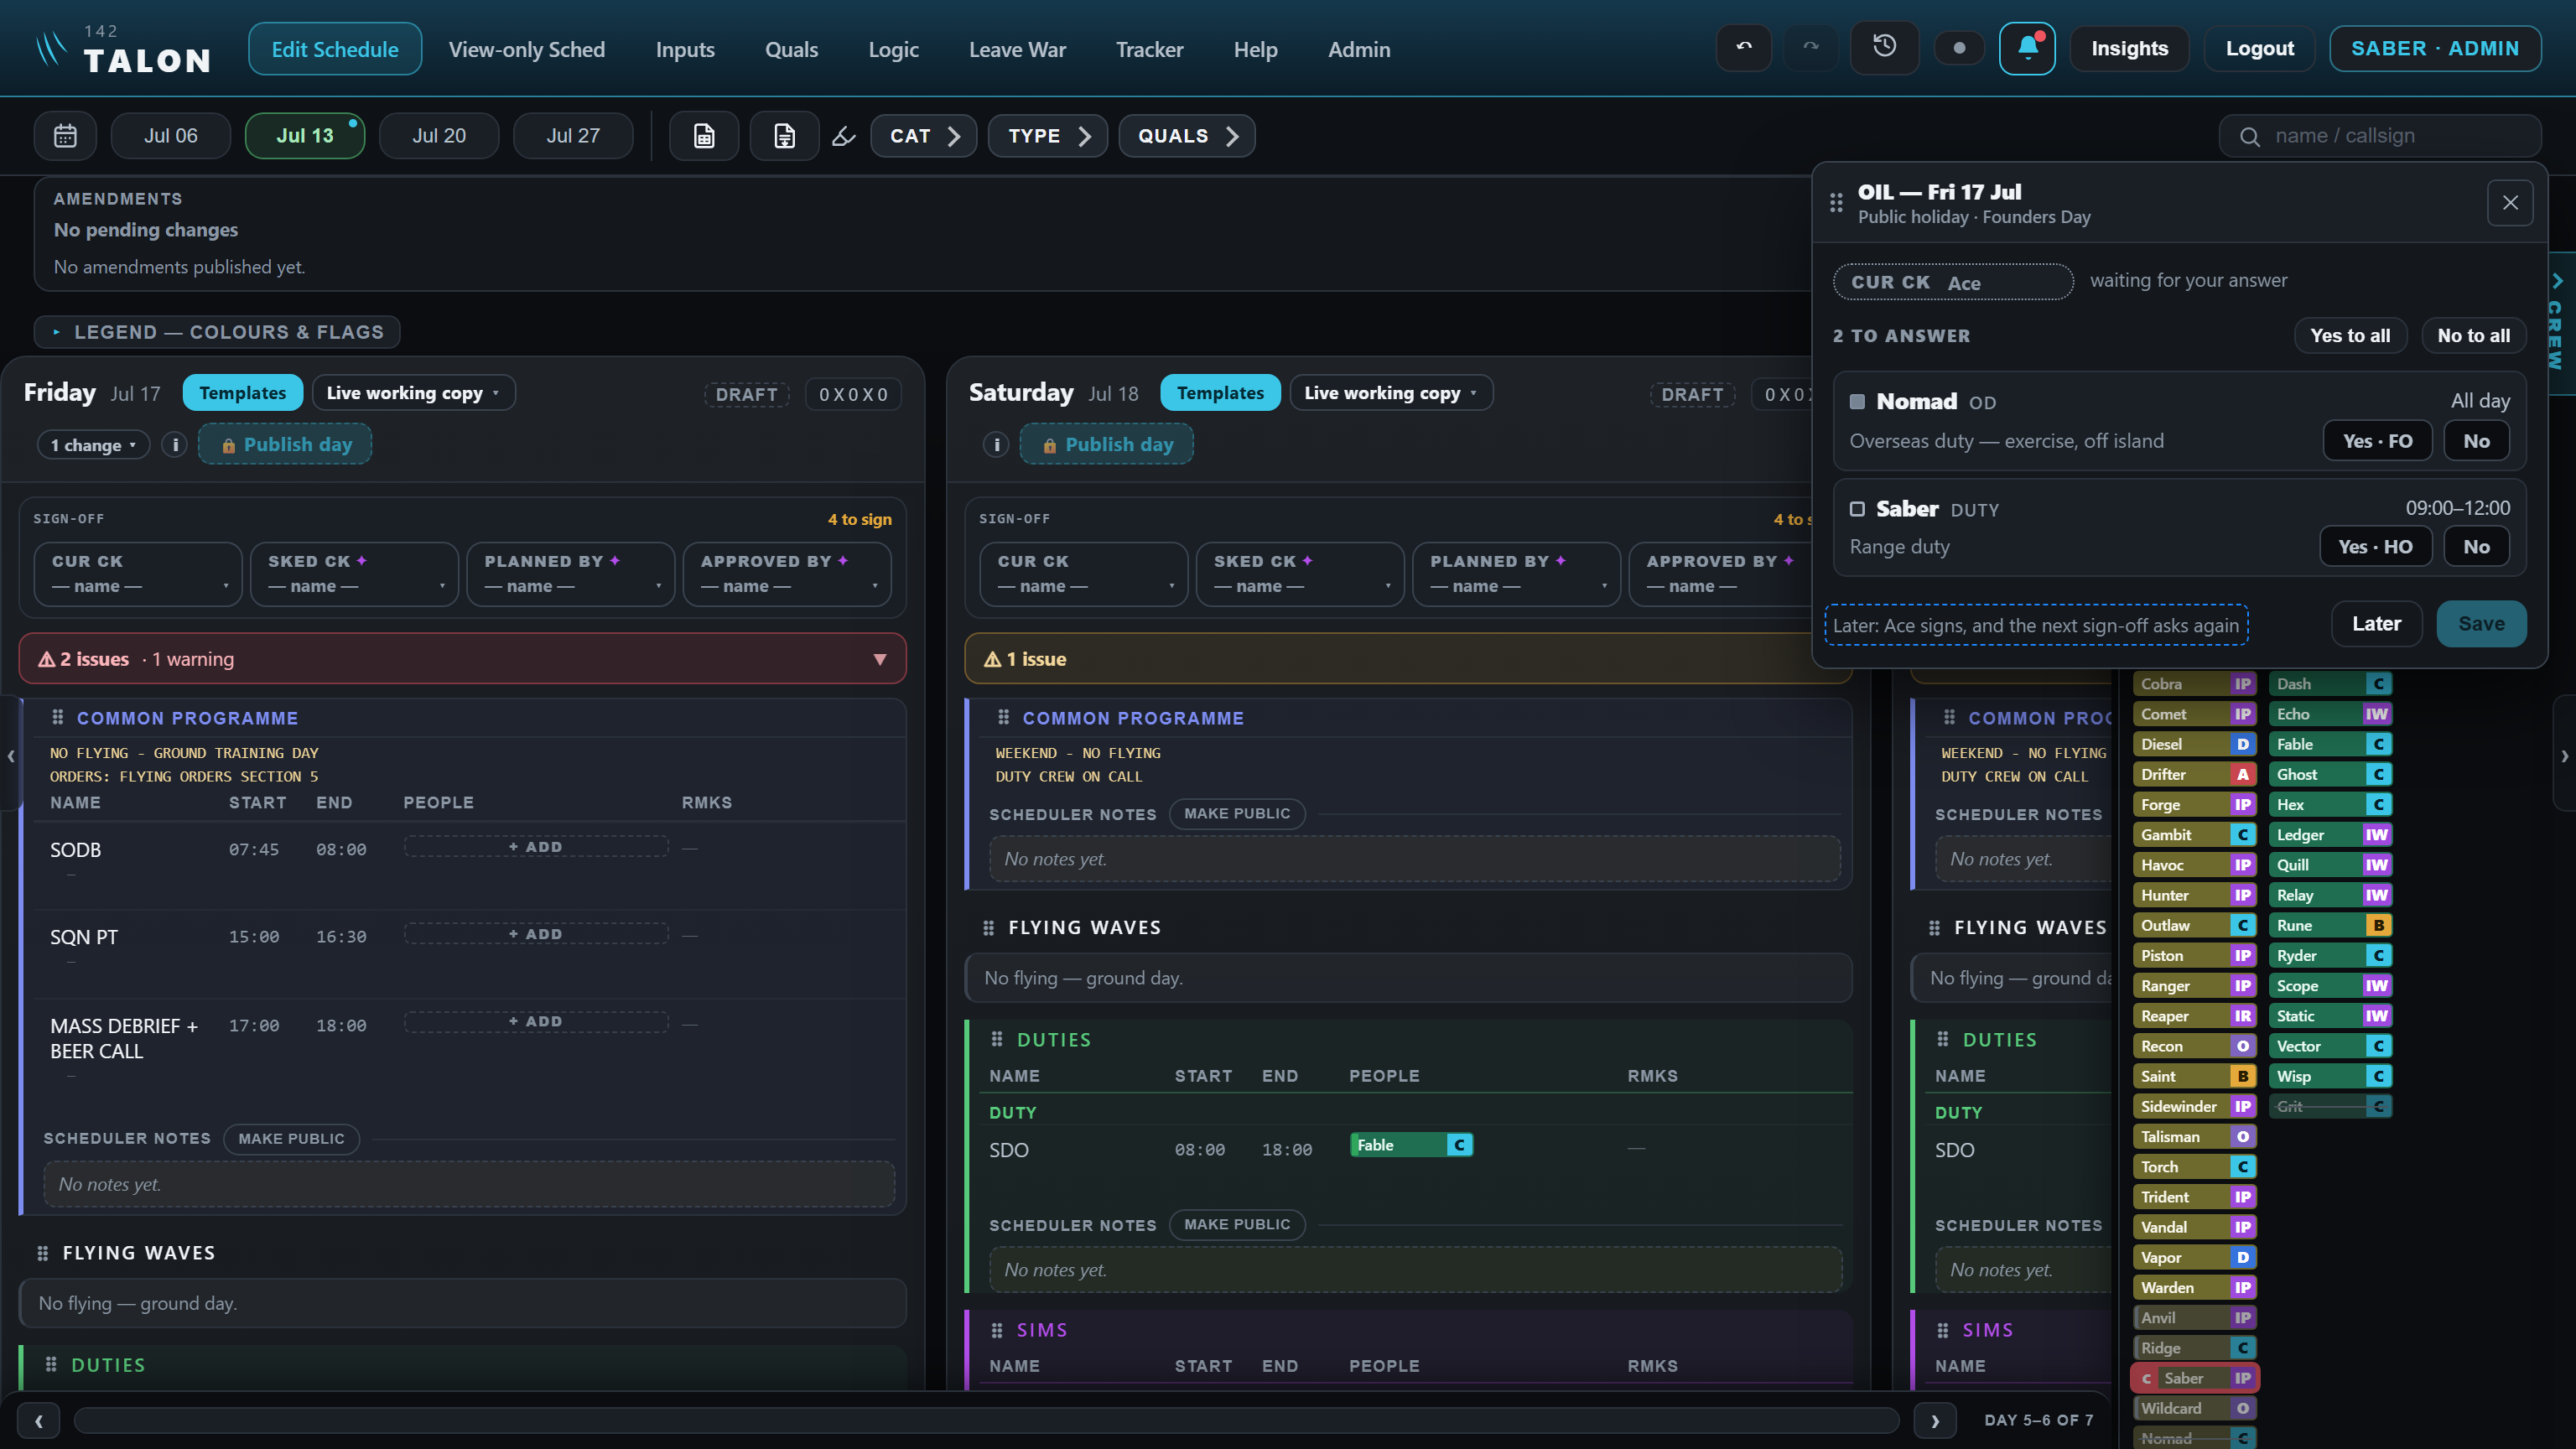 142
TALON
Edit Schedule
View-only Sched
Inputs
Quals
Logic
Leave War
Tracker
Help
Admin
Insights
Logout
SABER · ADMIN
Jul 06
Jul 13
Jul 20
Jul 27
CAT
TYPE
QUALS
name / callsign
AMENDMENTS
No pending changes
No amendments published yet.
LEGEND — COLOURS & FLAGS
OIL — Fri 17 Jul
Public holiday · Founders Day
CUR CK Ace
waiting for your answer
2 TO ANSWER
Yes to all
No to all
Nomad OD
All day
Overseas duty — exercise, off island
Yes · FO
No
Saber DUTY
09:00–12:00
Range duty
Yes · HO
No
Later: Ace signs, and the next sign-off asks again
Later
Save
CREW
Friday Jul 17
Templates
Live working copy
DRAFT
0 X 0 X 0
1 change
i
Publish day
SIGN-OFF
4 to sign
CUR CK
— name —
SKED CK
— name —
PLANNED BY
— name —
APPROVED BY
— name —
2 issues · 1 warning
COMMON PROGRAMME
NO FLYING - GROUND TRAINING DAY
ORDERS: FLYING ORDERS SECTION 5
NAME START END PEOPLE RMKS
SODB 07:45 08:00 + ADD —
—
SQN PT 15:00 16:30 + ADD —
—
MASS DEBRIEF + BEER CALL 17:00 18:00 + ADD —
—
SCHEDULER NOTES MAKE PUBLIC
No notes yet.
FLYING WAVES
No flying — ground day.
DUTIES
Saturday Jul 18
Templates
Live working copy
DRAFT
0 X 0
i
Publish day
SIGN-OFF
4 to
CUR CK
— name —
SKED CK
— name —
PLANNED BY
— name —
APPROVED BY
— name —
1 issue
COMMON PROGRAMME
WEEKEND - NO FLYING
DUTY CREW ON CALL
SCHEDULER NOTES MAKE PUBLIC
No notes yet.
FLYING WAVES
No flying — ground day.
DUTIES
NAME START END PEOPLE RMKS
DUTY
SDO 08:00 18:00 Fable C —
SCHEDULER NOTES MAKE PUBLIC
No notes yet.
SIMS
NAME START END PEOPLE RMKS
COMMON PROG
WEEKEND - NO FLYING
DUTY CREW ON CALL
SCHEDULER NOTES
No notes yet.
FLYING WAVES
No flying — ground da
DUTIES
NAME
DUTY
SDO
SCHEDULER NOTES
No notes yet.
SIMS
NAME
Cobra IP
Comet IP
Diesel D
Drifter A
Forge IP
Gambit C
Havoc IP
Hunter IP
Outlaw C
Piston IP
Ranger IP
Reaper IR
Recon O
Saint B
Sidewinder IP
Talisman O
Torch C
Trident IP
Vandal IP
Vapor D
Warden IP
Anvil IP
Ridge C
C Saber IP
Wildcard O
Nomad C
Dash C
Echo IW
Fable C
Ghost C
Hex C
Ledger IW
Quill IW
Relay IW
Rune B
Ryder C
Scope IW
Static IW
Vector C
Wisp C
Grit C
DAY 5–6 OF 7